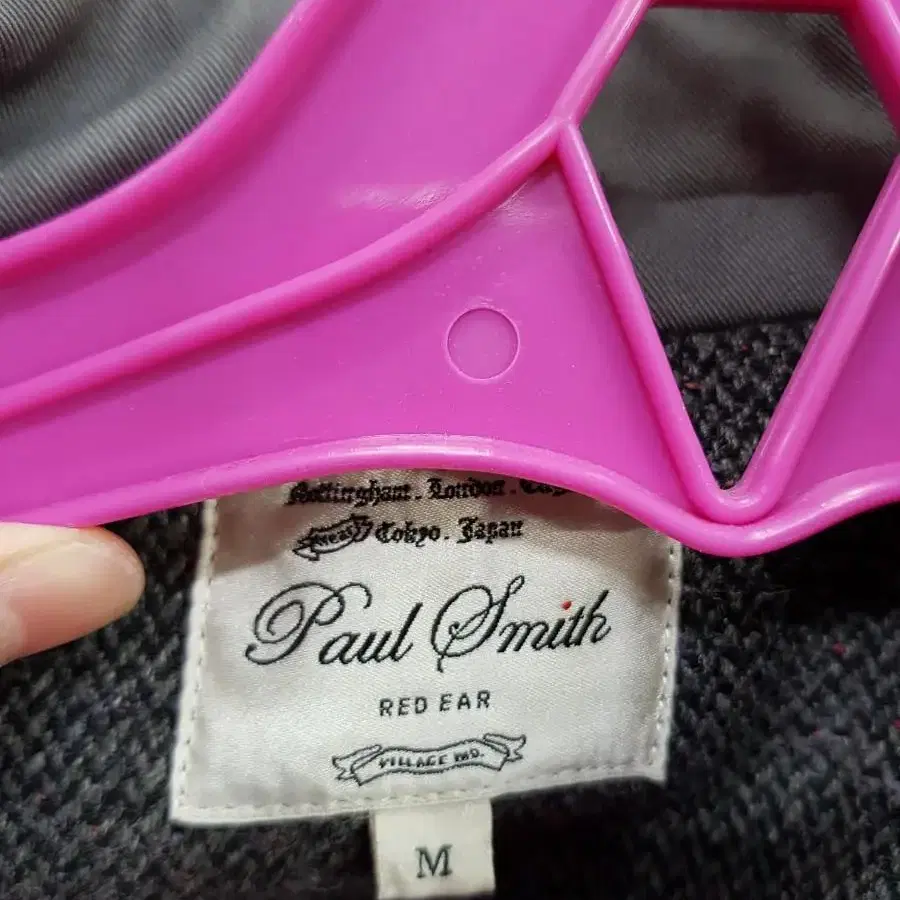 Nottingham. London.
Tokyo. Japan
Paul Smith
RED EAR
VILLAGE IND.
M